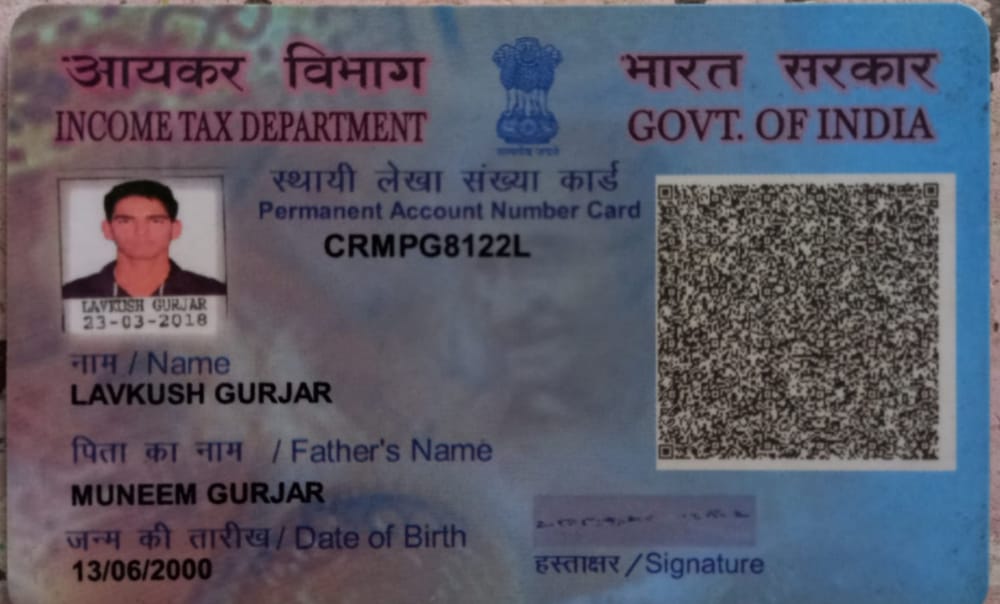 आयकर विभाग
INCOME TAX DEPARTMENT
भारत सरकार
GOVT. OF INDIA
सत्यमेव जयते
स्थायी लेखा संख्या कार्ड
Permanent Account Number Card
CRMPG8122L
LAVKUSH GURJAR
23-03-2018
नाम / Name
LAVKUSH GURJAR
पिता का नाम / Father's Name
MUNEEM GURJAR
जन्म की तारीख / Date of Birth
13/06/2000
हस्ताक्षर / Signature